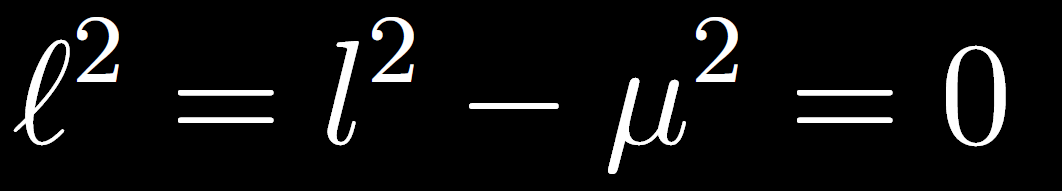 ℓ² = l² − μ² = 0